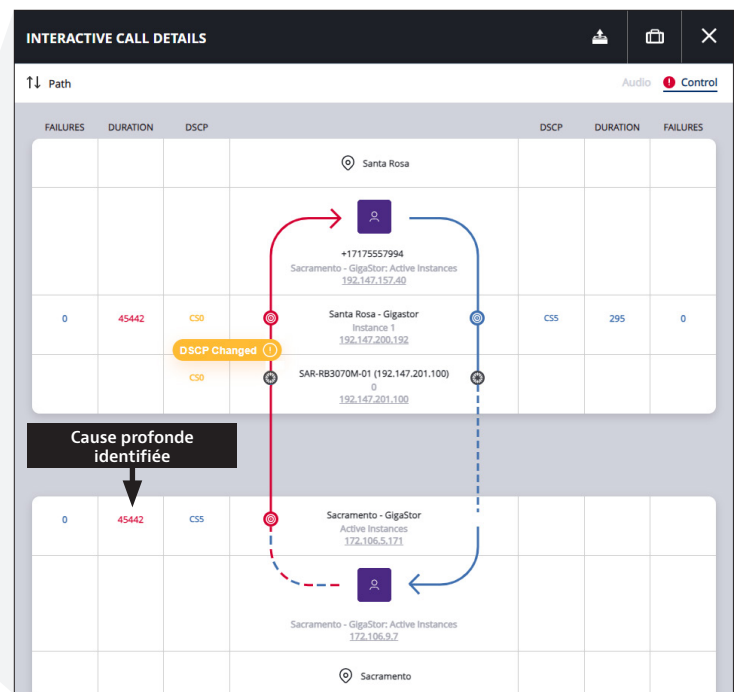 INTERACTIVE CALL DETAILS
Path
Audio
Control
FAILURES DURATION DSCP DSCP DURATION FAILURES
Santa Rosa
+17175557994
Sacramento - GigaStor: Active Instances
192.147.157.40
0 45442 CS0 Santa Rosa - Gigastor CS5 295 0
Instance 1
192.147.200.192
DSCP Changed
CS0 SAR-RB3070M-01 (192.147.201.100)
0
192.147.201.100
Cause profonde
identifiée
0 45442 CS5 Sacramento - GigaStor
Active Instances
172.106.5.171
Sacramento - GigaStor: Active Instances
172.106.9.7
Sacramento